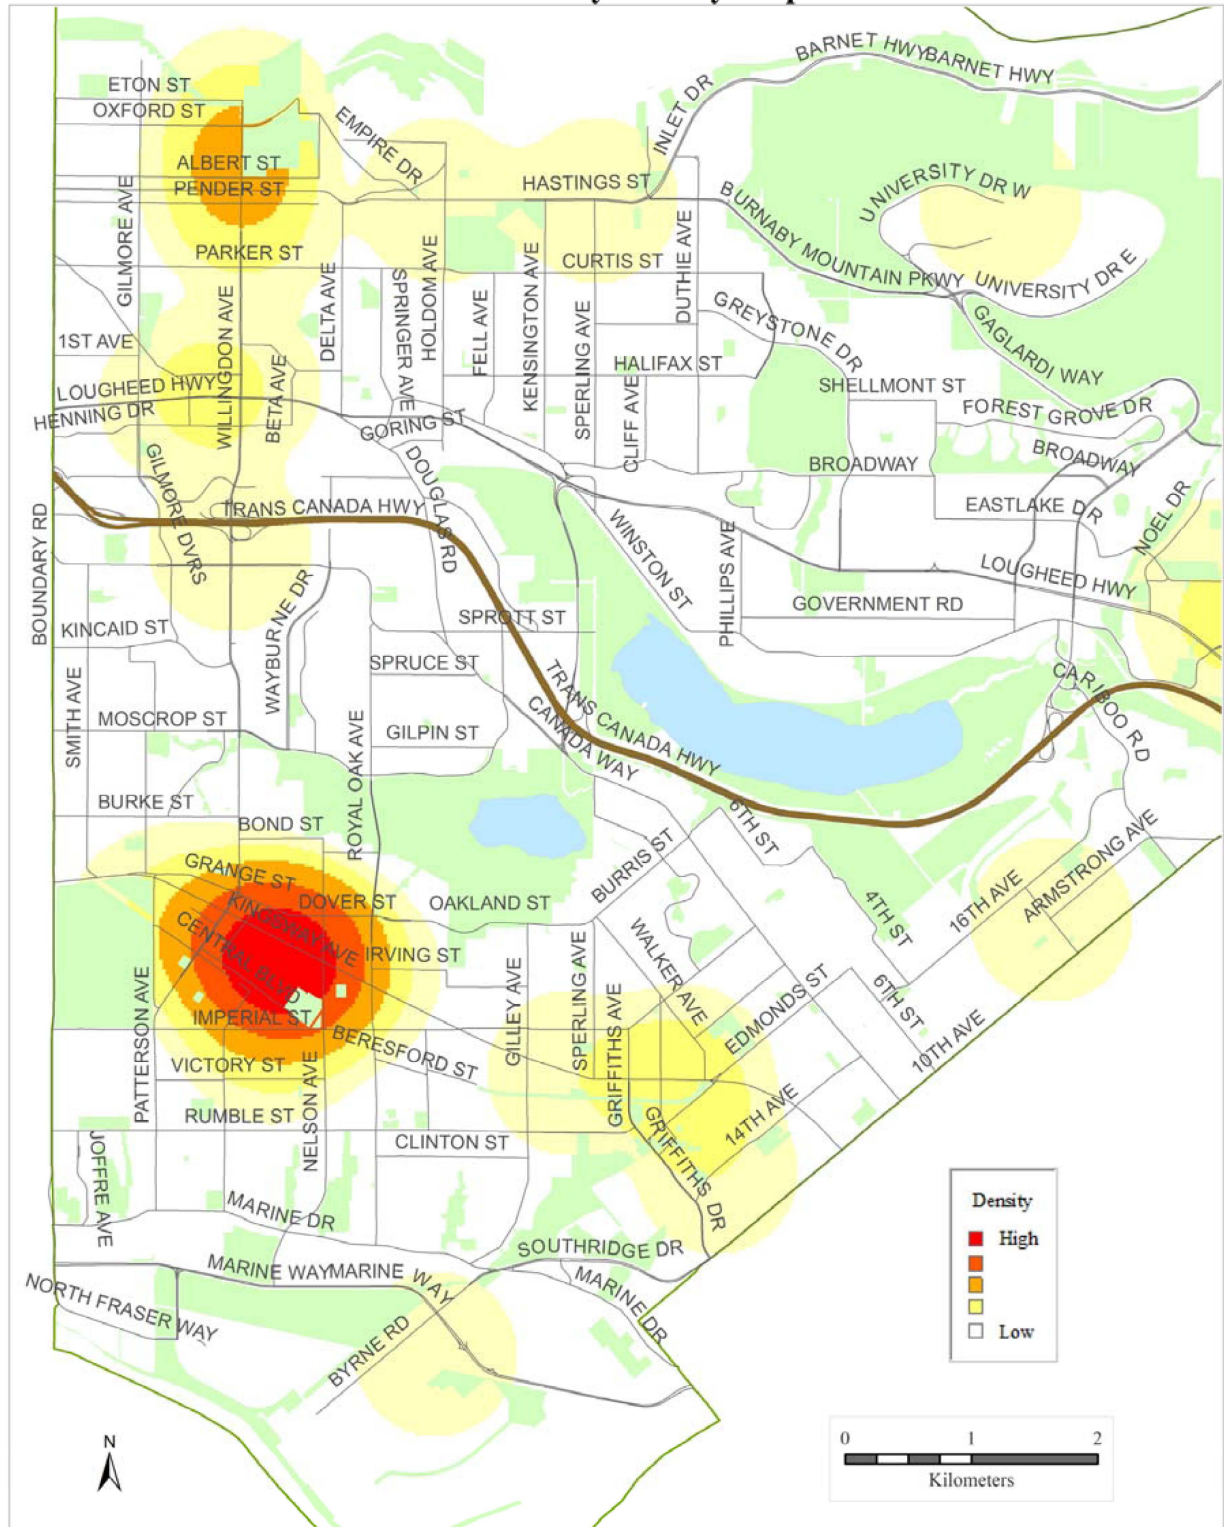 BARNET HWY
BARNET HWY
ETON ST
OXFORD ST
INLET DR
EMPIRE DR
ALBERT ST
PENDER ST
HASTINGS ST
UNIVERSITY DR W
GILMORE AVE
BURNABY MOUNTAIN PKWY
PARKER ST
CURTIS ST
DUTHIE AVE
UNIVERSITY DR E
DELTA AVE
SPRINGER AVE
HOLDOM AVE
FELL AVE
KENSINGTON AVE
SPERLING AVE
GREYSTONE DR
GAGLARDI WAY
1ST AVE
WILLINGDON AVE
BETA AVE
HALIFAX ST
LOUGHEED HWY
HENNING DR
SHELLMONT ST
FOREST GROVE DR
GORING ST
CLIFF AVE
BROADWAY
BROADWAY
GILMORE DVRS
DOUGLAS RD
TRANS CANADA HWY
EASTLAKE DR
NOEL DR
BOUNDARY RD
WINSTON ST
PHILLIPS AVE
LOUGHEED HWY
WAYBURNE DR
SPROTT ST
GOVERNMENT RD
KINCAID ST
SPRUCE ST
TRANS CANADA HWY
CARIBOO RD
SMITH AVE
MOSCROP ST
ROYAL OAK AVE
GILPIN ST
CANADA WAY
BURKE ST
BOND ST
6TH ST
BURRIS ST
GRANGE ST
DOVER ST
OAKLAND ST
4TH ST
16TH AVE
ARMSTRONG AVE
KINGSWAY AVE
CENTRAL BLVD
IRVING ST
WALKER AVE
PATTERSON AVE
GILLEY AVE
SPERLING AVE
GRIFFITHS AVE
EDMONDS ST
6TH ST
10TH AVE
IMPERIAL ST
BERESFORD ST
VICTORY ST
NELSON AVE
RUMBLE ST
14TH AVE
CLINTON ST
GRIFFITHS DR
JOFFRE AVE
MARINE DR
SOUTHRIDGE DR
MARINE WAY
MARINE WAY
MARINE DR
NORTH FRASER WAY
BYRNE RD
Density
High
Low
N
0 1 2
Kilometers